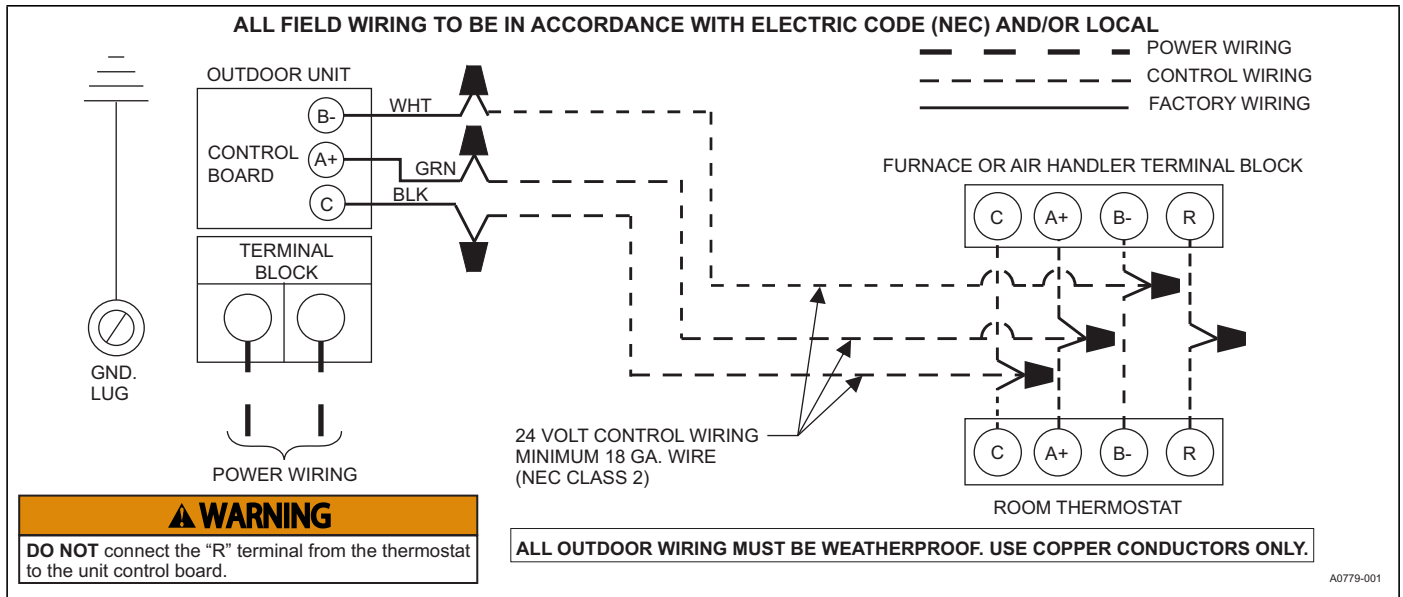 ALL FIELD WIRING TO BE IN ACCORDANCE WITH ELECTRIC CODE (NEC) AND/OR LOCAL
POWER WIRING
CONTROL WIRING
FACTORY WIRING
OUTDOOR UNIT
B-
WHT
CONTROL
BOARD
A+
GRN
C
BLK
TERMINAL
BLOCK
GND.
LUG
POWER WIRING
FURNACE OR AIR HANDLER TERMINAL BLOCK
C A+ B- R
24 VOLT CONTROL WIRING
MINIMUM 18 GA. WIRE
(NEC CLASS 2)
C A+ B- R
ROOM THERMOSTAT
WARNING
DO NOT connect the “R” terminal from the thermostat
to the unit control board.
ALL OUTDOOR WIRING MUST BE WEATHERPROOF. USE COPPER CONDUCTORS ONLY.
A0779-001